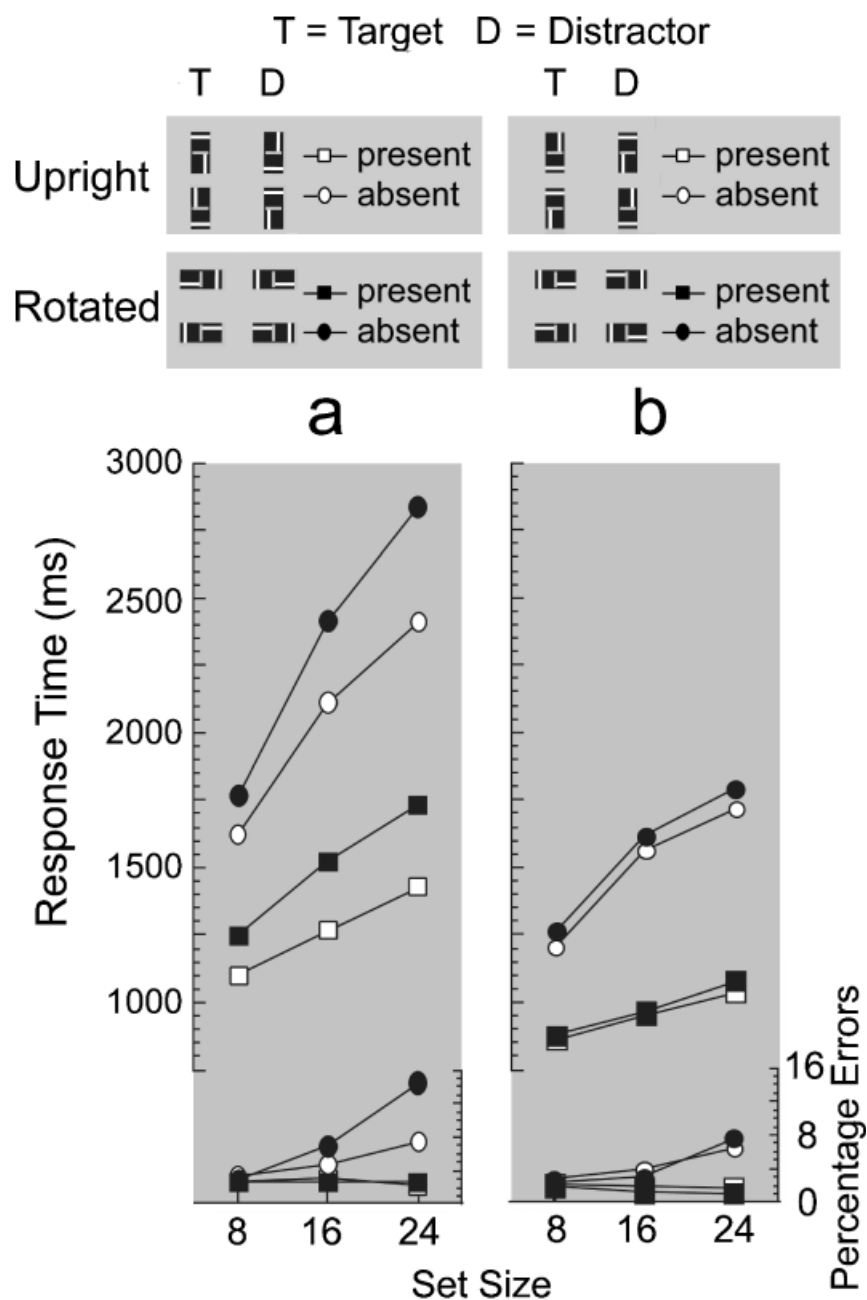 T = Target D = Distractor
T D T D
Upright present present
absent absent
Rotated present present
absent absent
a b
Response Time (ms)
3000
2500
2000
1500
1000
16
8
0
Percentage Errors
8 16 24 8 16 24
Set Size